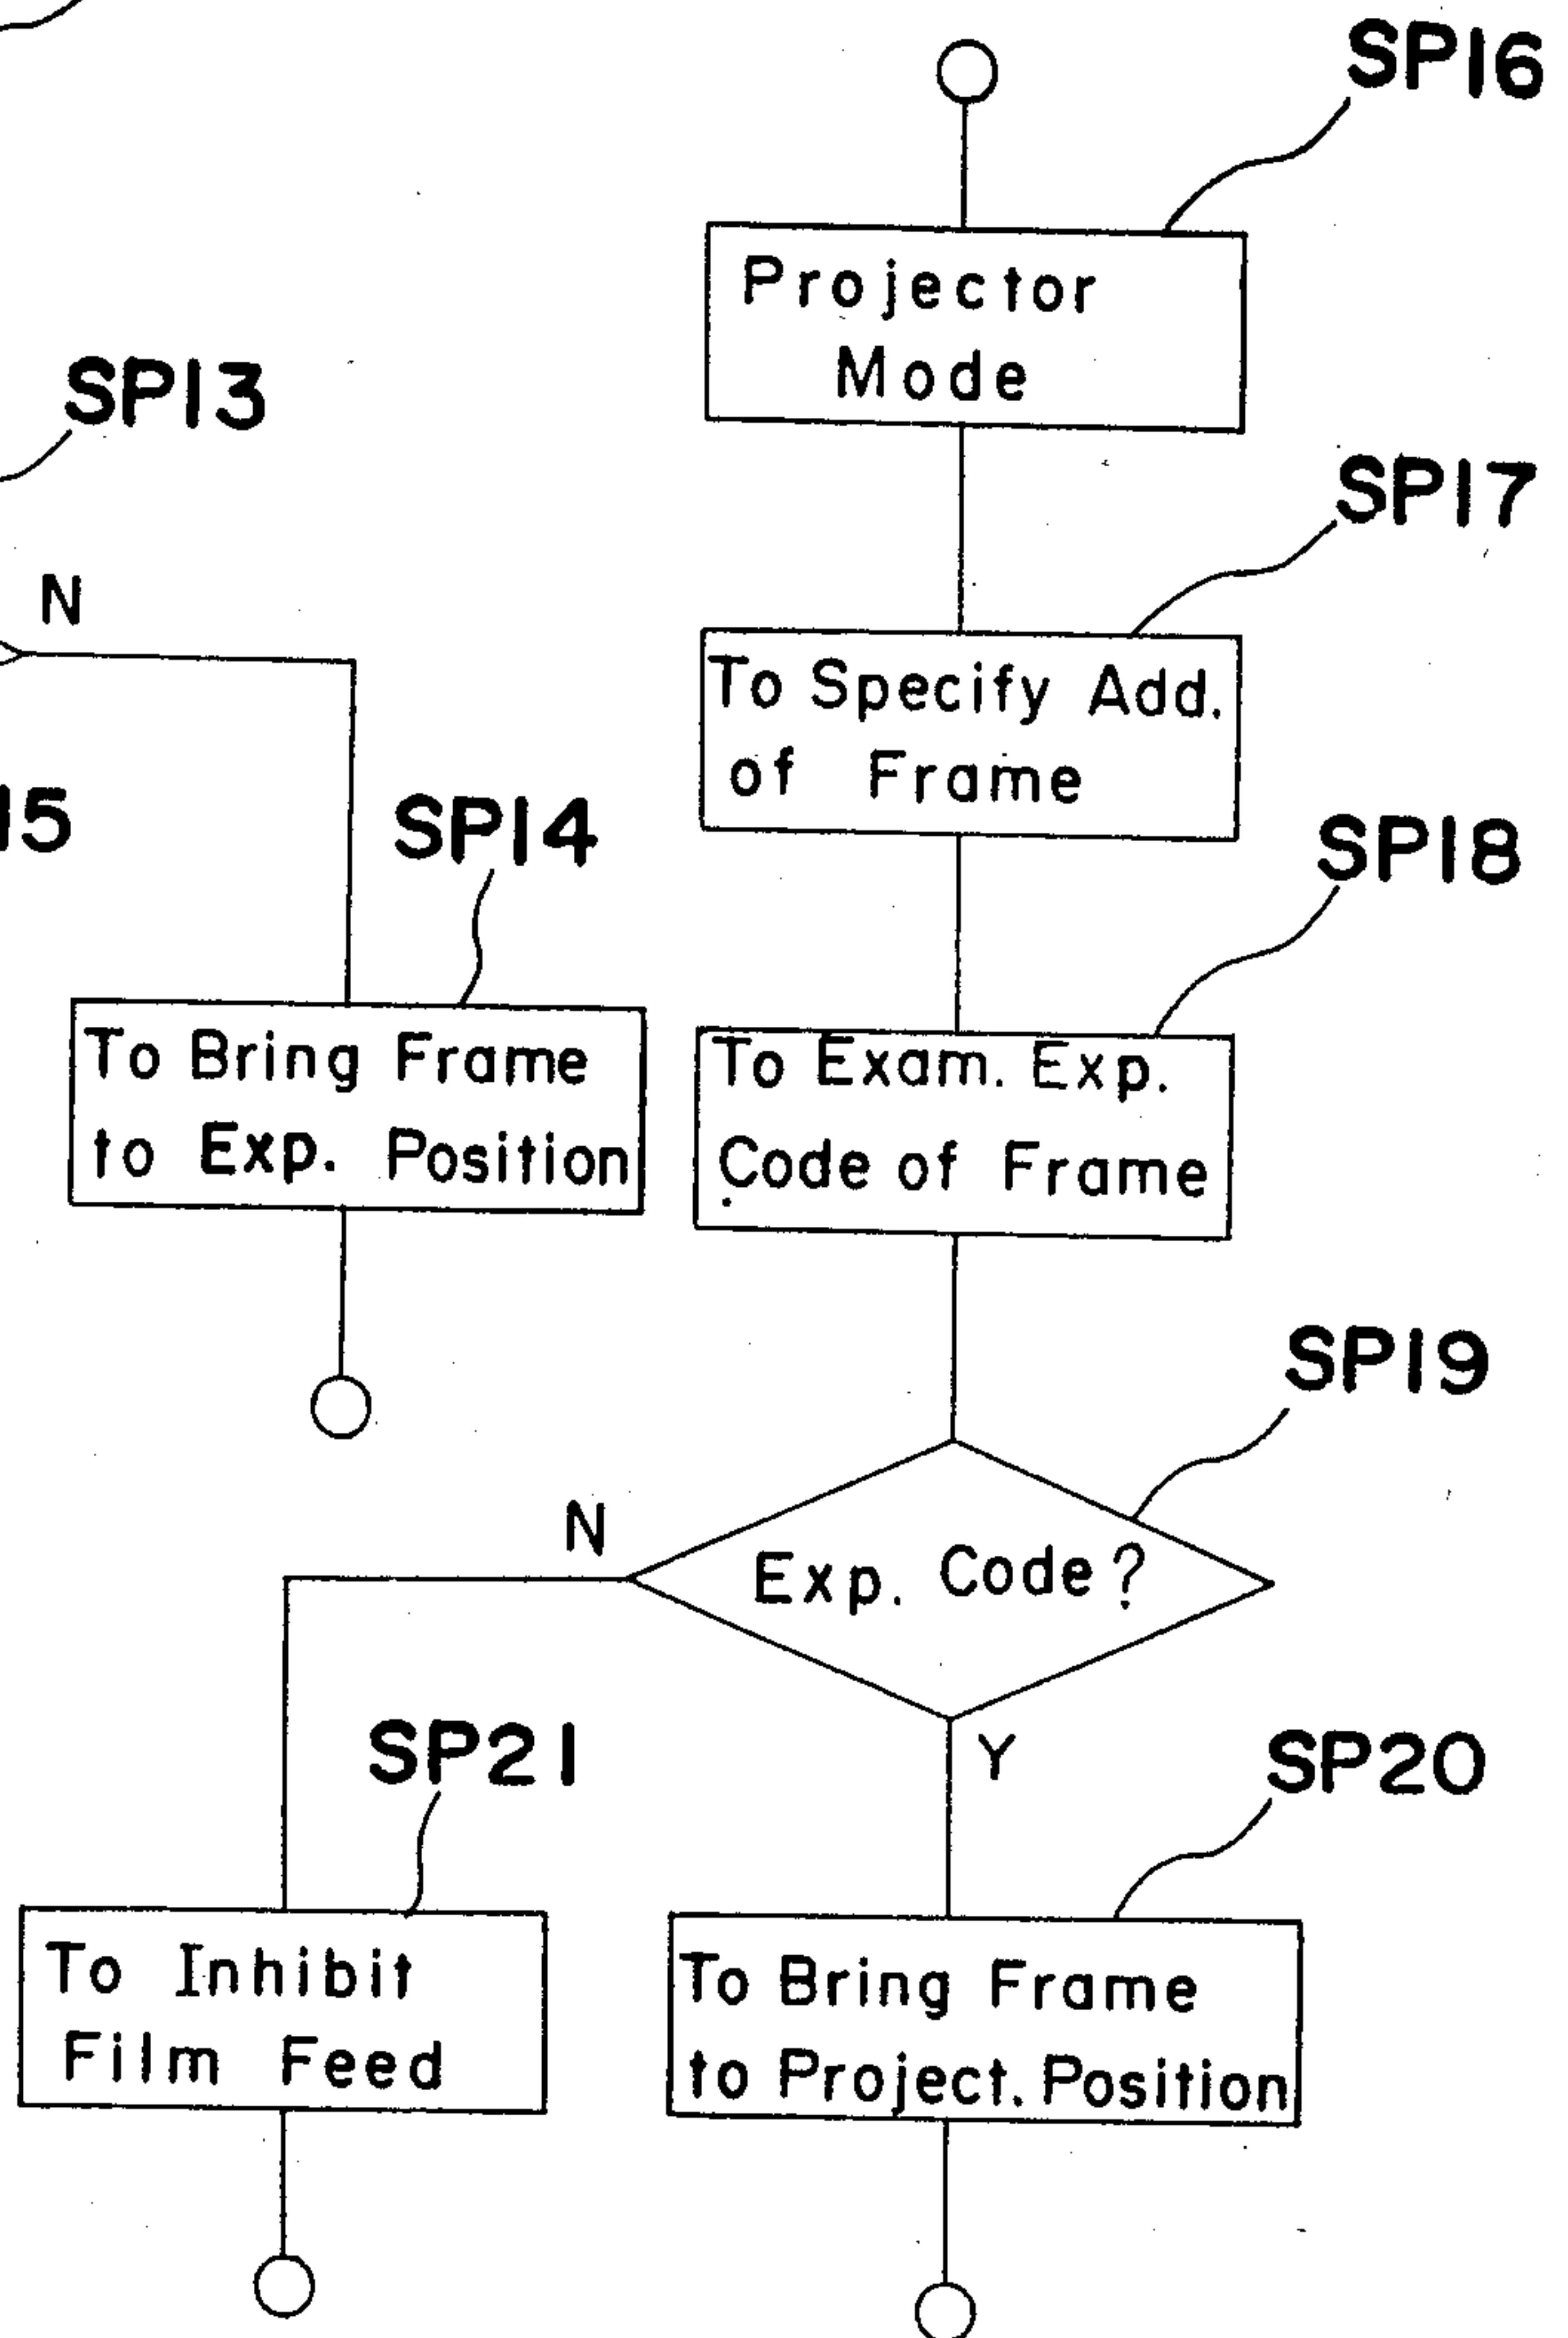 SP16
Projector
Mode
SP13
SP17
N
To Specify Add.
of Frame
15
SP14
SP18
To Bring Frame
to Exp. Position
To Exam. Exp.
Code of Frame
SP19
N
Exp. Code?
Y
SP21
SP20
To Inhibit
Film Feed
To Bring Frame
to Project. Position